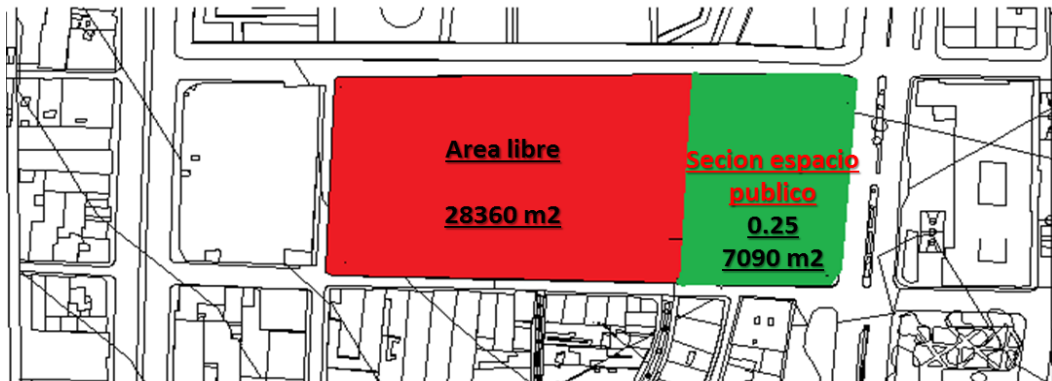 Area libre
28360 m2
Secion espacio
publico
0.25
7090 m2